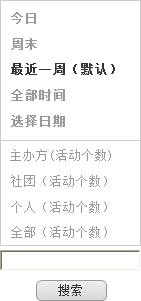 今日
周末
最近一周（默认）
全部时间
选择日期
主办方(活动个数)
社团（活动个数）
个人（活动个数）
全部（活动个数）
搜索